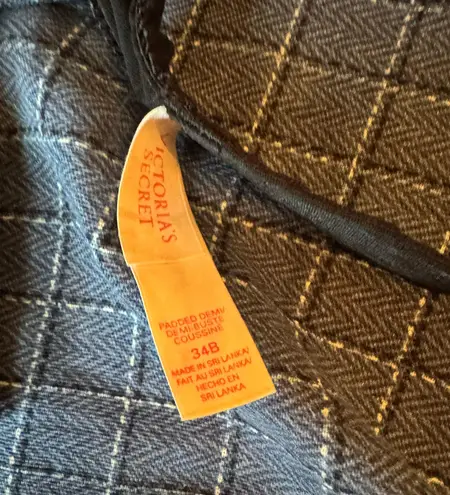 VICTORIA'S
SECRET
PADDED DEMI/
DEMI-BUSTE
COUSSINÉ
34B
MADE IN SRI LANKA/
FAIT AU SRI LANKA/
HECHO EN
SRI LANKA